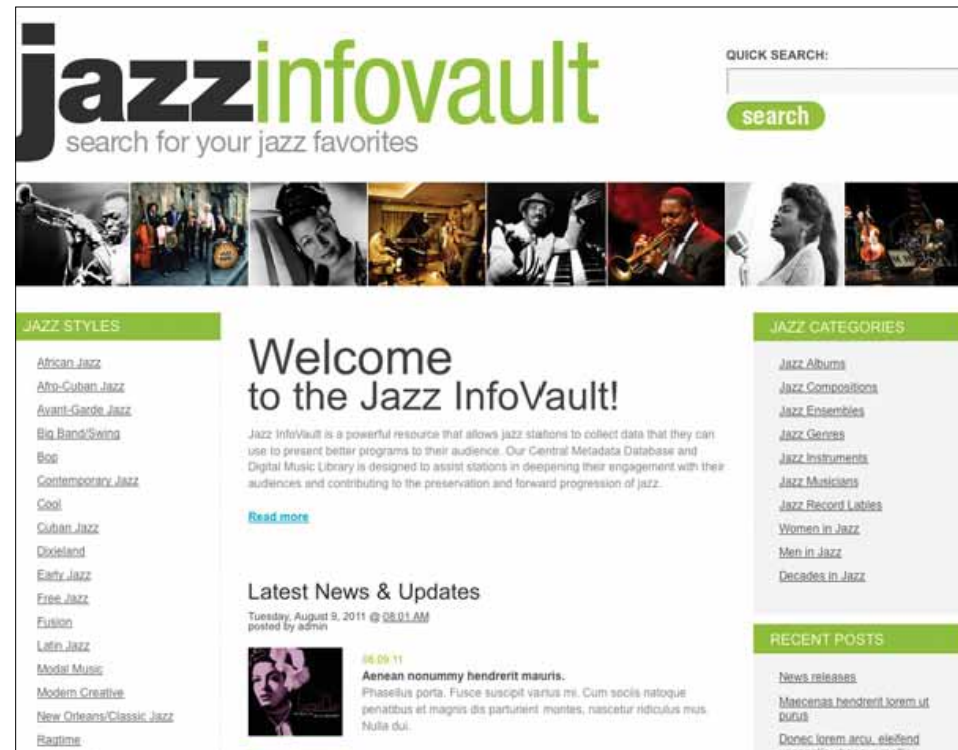 jazzinfovault
search for your jazz favorites
QUICK SEARCH:
search
JAZZ STYLES
African Jazz
Afro-Cuban Jazz
Avant-Garde Jazz
Big Band/Swing
Bop
Contemporary Jazz
Cool
Cuban Jazz
Dixieland
Early Jazz
Free Jazz
Fusion
Latin Jazz
Modal Music
Modern Creative
New Orleans/Classic Jazz
Ragtime
Welcome
to the Jazz InfoVault!
Jazz InfoVault is a powerful resource that allows jazz stations to collect data that they can
use to present better programs to their audience. Our Central Metadata Database and
Digital Music Library is designed to assist stations in deepening their engagement with their
audiences and contributing to the preservation and forward progression of jazz.
Read more
Latest News & Updates
Tuesday, August 9, 2011 @ 08:01 AM
posted by admin
08.09.11
Aenean nonummy hendrerit mauris.
Phasellus porta. Fusce suscipit varius mi. Cum sociis natoque
penatibus et magnis dis parturient montes, nascetur ridiculus mus.
Nulla dui.
JAZZ CATEGORIES
Jazz Albums
Jazz Compositions
Jazz Ensembles
Jazz Genres
Jazz Instruments
Jazz Musicians
Jazz Record Lables
Women in Jazz
Men in Jazz
Decades in Jazz
RECENT POSTS
News releases
Maecenas hendrerit lorem ut
purus
Donec lorem arcu, eleifend